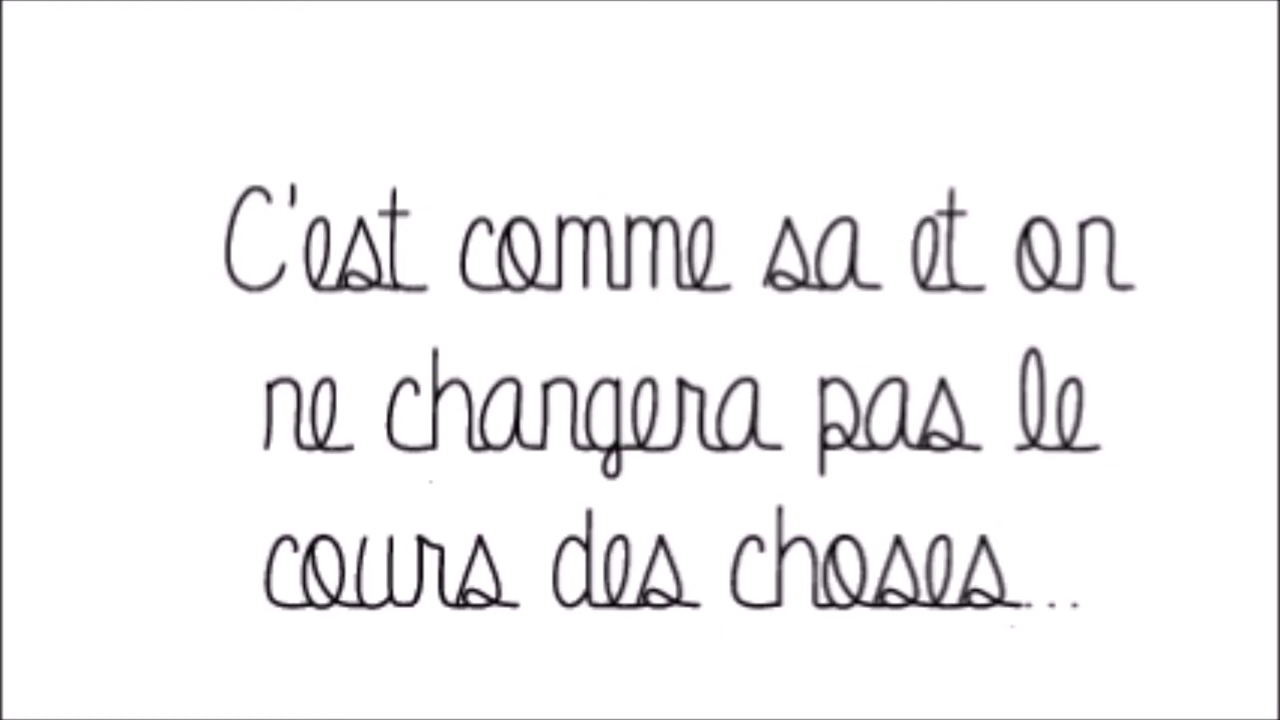 C'est comme sa et on
ne changera pas le
cours des choses...